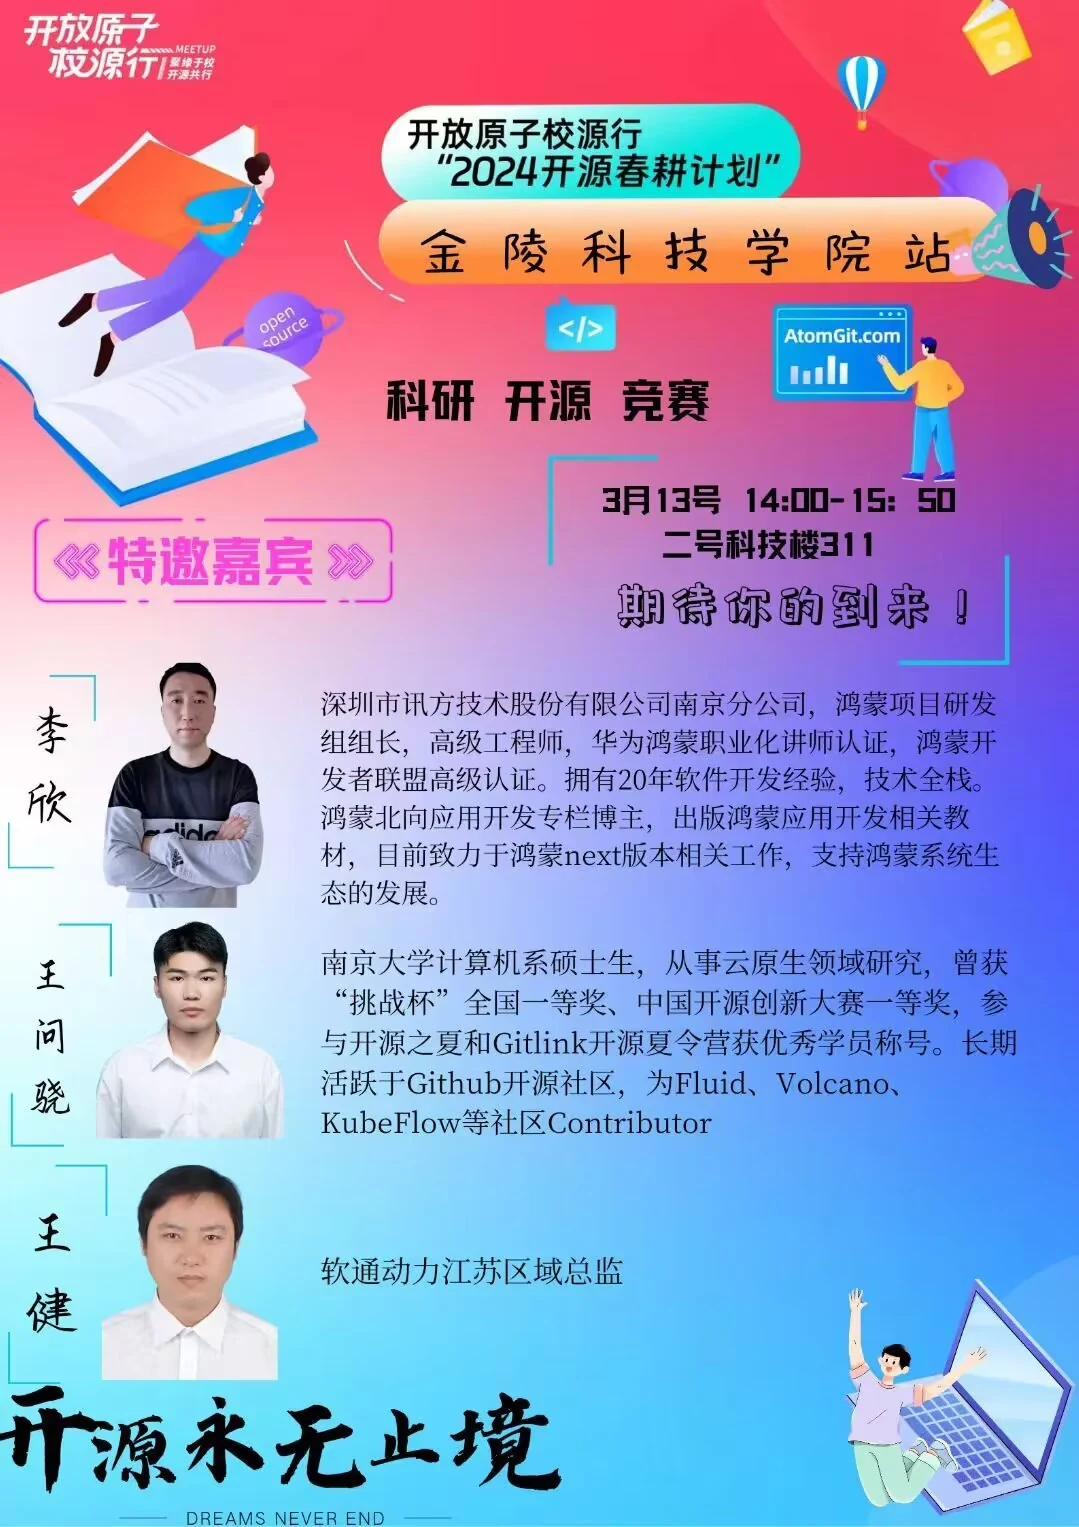 开放原子
校源行
MEETUP
聚缘于校
开源共行
开放原子校源行
“2024开源春耕计划”
金陵科技学院站
open
source
</>
AtomGit.com
科研 开源 竞赛
3月13号 14:00-15：50
二号科技楼311
期待你的到来！
《特邀嘉宾》
李欣
深圳市讯方技术股份有限公司南京分公司，鸿蒙项目研发
组组长，高级工程师，华为鸿蒙职业化讲师认证，鸿蒙开
发者联盟高级认证。拥有20年软件开发经验，技术全栈。
鸿蒙北向应用开发专栏博主，出版鸿蒙应用开发相关教
材，目前致力于鸿蒙next版本相关工作，支持鸿蒙系统生
态的发展。
adidas
王问骁
南京大学计算机系硕士生，从事云原生领域研究，曾获
“挑战杯”全国一等奖、中国开源创新大赛一等奖，参
与开源之夏和Gitlink开源夏令营获优秀学员称号。长期
活跃于Github开源社区，为Fluid、Volcano、
KubeFlow等社区Contributor
王健
软通动力江苏区域总监
开源永无止境
DREAMS NEVER END